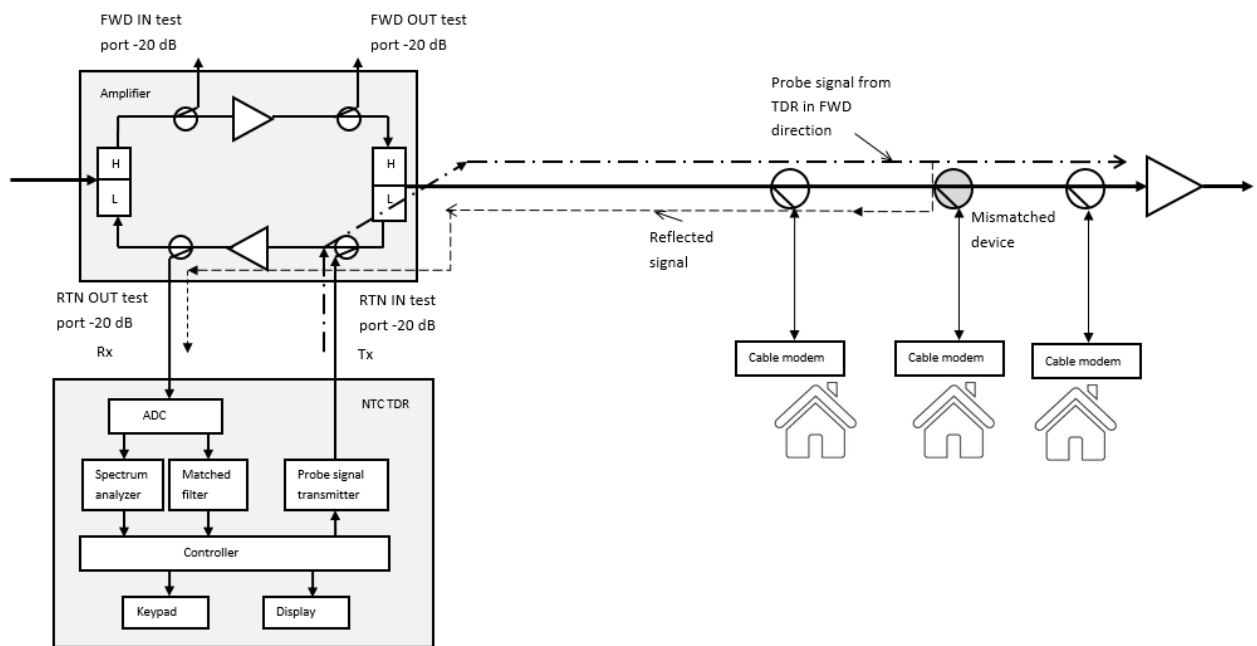 FWD IN test
port -20 dB
FWD OUT test
port -20 dB
Amplifier
H
L
H
L
Probe signal from
TDR in FWD
direction
Reflected
signal
Mismatched
device
RTN OUT test
port -20 dB
Rx
RTN IN test
port -20 dB
Tx
Cable modem
Cable modem
Cable modem
NTC TDR
ADC
Spectrum
analyzer
Matched
filter
Probe signal
transmitter
Controller
Keypad
Display